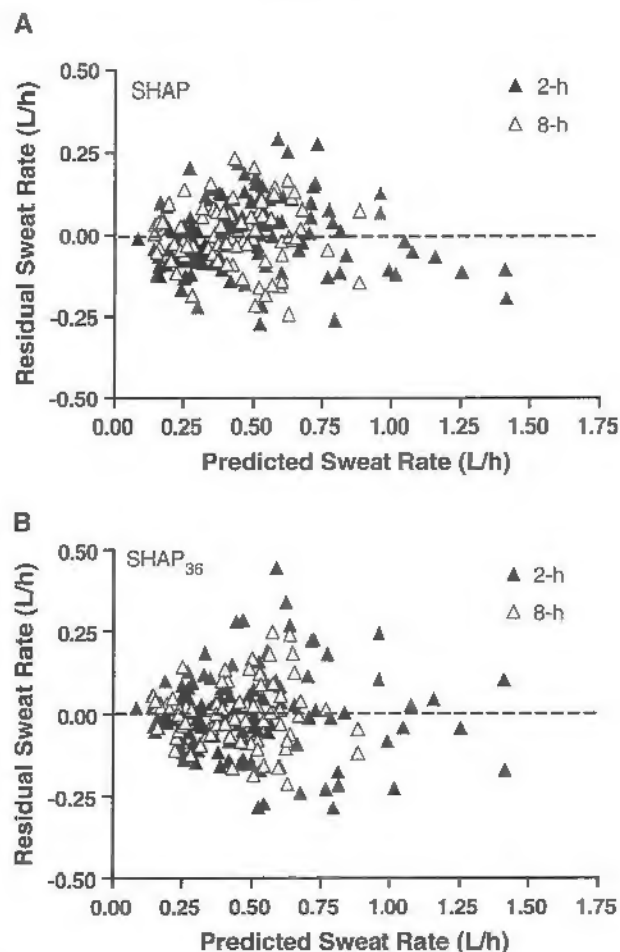 A
SHAP
▲ 2-h
△ 8-h
Residual Sweat Rate (L/h)
0.50
0.25
0.00
-0.25
-0.50
0.00 0.25 0.50 0.75 1.00 1.25 1.50 1.75
Predicted Sweat Rate (L/h)
B
SHAP36
▲ 2-h
△ 8-h
Residual Sweat Rate (L/h)
0.50
0.25
0.00
-0.25
-0.50
0.00 0.25 0.50 0.75 1.00 1.25 1.50 1.75
Predicted Sweat Rate (L/h)